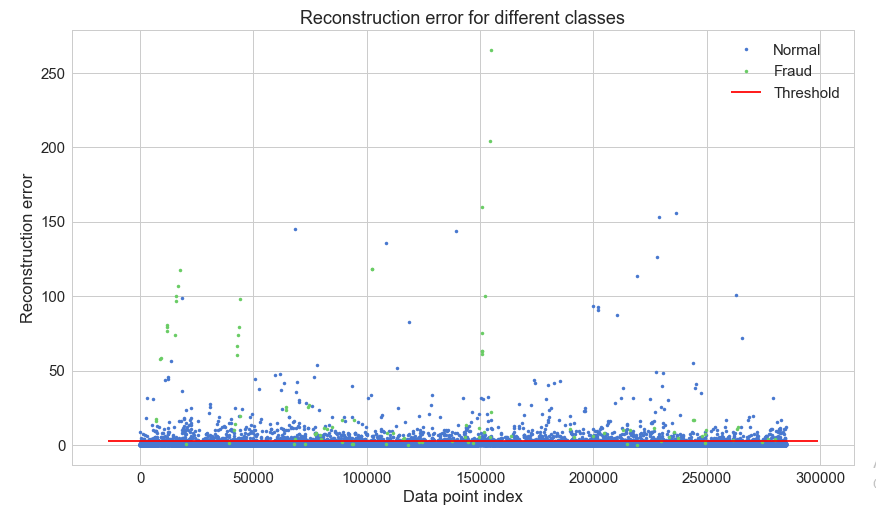 Reconstruction error for different classes
Normal
Fraud
Threshold
Reconstruction error
250
200
150
100
50
0
0 50000 100000 150000 200000 250000 300000
Data point index